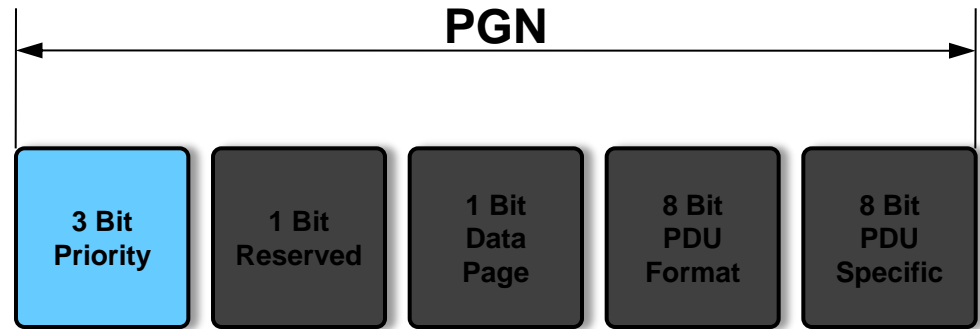 PGN
3 Bit
Priority
1 Bit
Reserved
1 Bit
Data
Page
8 Bit
PDU
Format
8 Bit
PDU
Specific